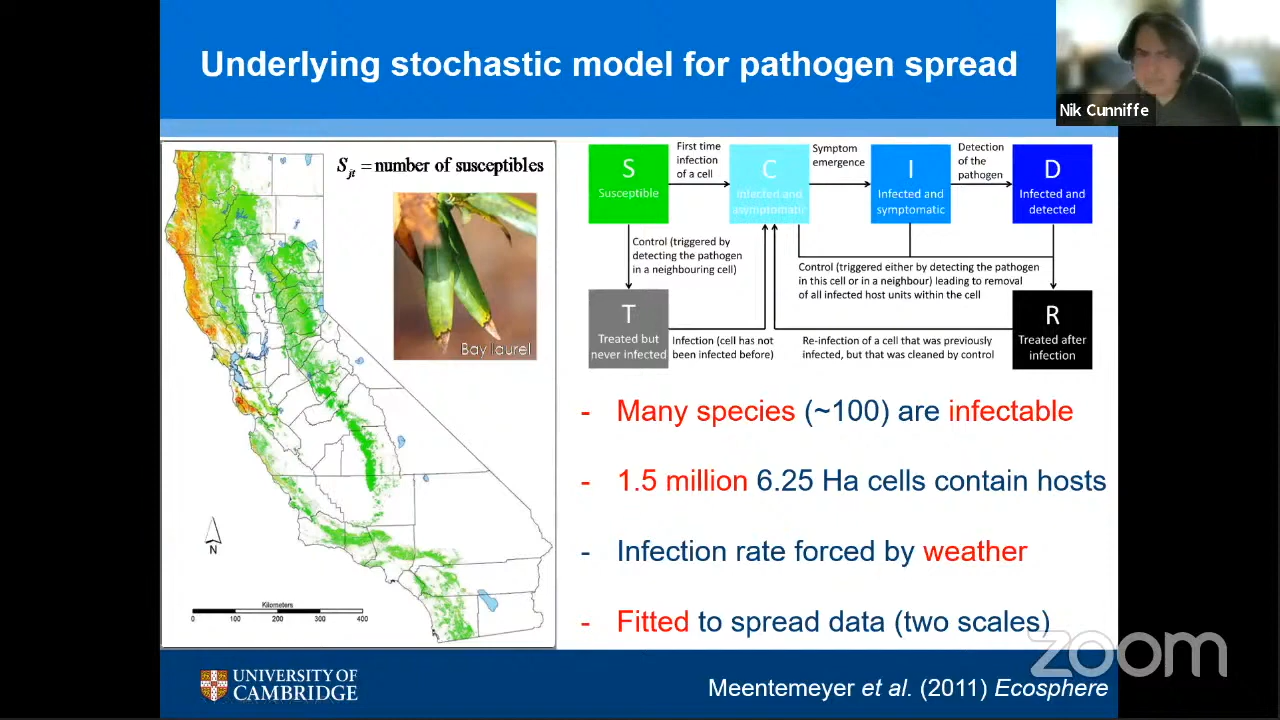 Underlying stochastic model for pathogen spread
Nik Cunniffe
S_jt = number of susceptibles
Bay laurel
N
Kilometers
0 100 200 300 400
S
Susceptible
First time
infection
of a cell
C
Infected and
asymptomatic
Symptom
emergence
I
Infected and
symptomatic
Detection
of the
pathogen
D
Infected and
detected
Control (triggered by
detecting the pathogen
in a neighbouring cell)
Control (triggered either by detecting the pathogen
in this cell or in a neighbour) leading to removal
of all infected host units within the cell
T
Treated but
never infected
Infection (cell has not
been infected before)
Re-infection of a cell that was previously
infected, but that was cleaned by control
R
Treated after
infection
- Many species (~100) are infectable
- 1.5 million 6.25 Ha cells contain hosts
- Infection rate forced by weather
- Fitted to spread data (two scales)
zoom
UNIVERSITY OF
CAMBRIDGE
Meentemeyer et al. (2011) Ecosphere